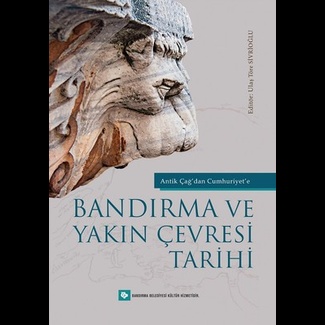 Editör: Ulaş Töre SİVRİOĞLU
Antik Çağ'dan Cumhuriyet'e
BANDIRMA VE
YAKIN ÇEVRESİ
TARİHİ
BANDIRMA BELEDİYESİ KÜLTÜR HİZMETİDİR.